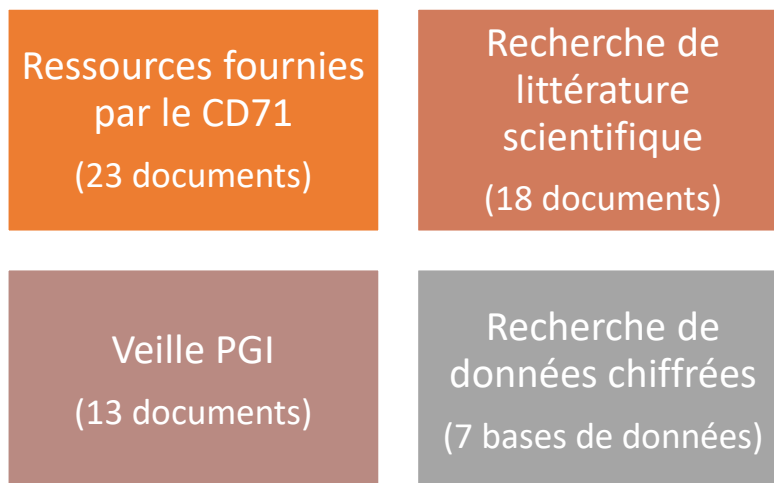 Ressources fournies
par le CD71
(23 documents)
Recherche de
littérature
scientifique
(18 documents)
Veille PGI
(13 documents)
Recherche de
données chiffrées
(7 bases de données)